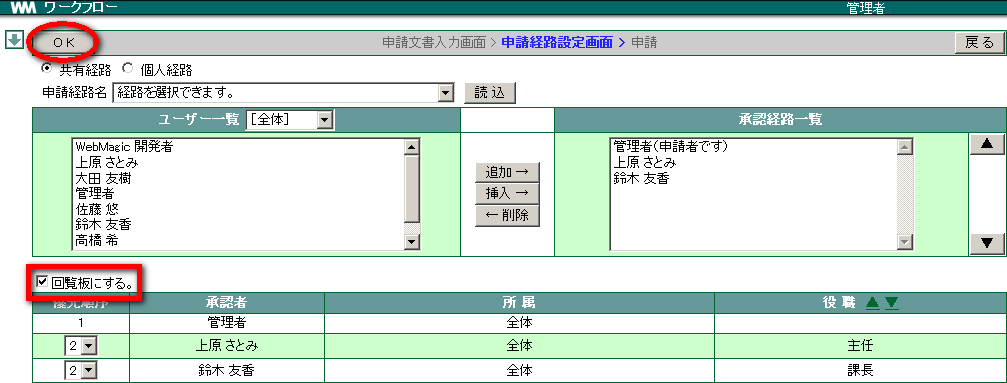 WM ワークフロー 管理者
OK 申請文書入力画面 > 申請経路設定画面 > 申請 戻る
共有経路 個人経路
申請経路名 経路を選択できます。 読込
ユーザー一覧 [全体] 承認経路一覧
WebMagic 開発者
上原 さとみ
大田 友樹
管理者
佐藤 悠
鈴木 友香
高橋 希
追加→
挿入→
←削除
管理者(申請者です)
上原 さとみ
鈴木 友香
▲
▼
回覧板にする。
優先順序 承認者 所属 役職 ▲▼
1 管理者 全体
2 上原 さとみ 全体 主任
2 鈴木 友香 全体 課長